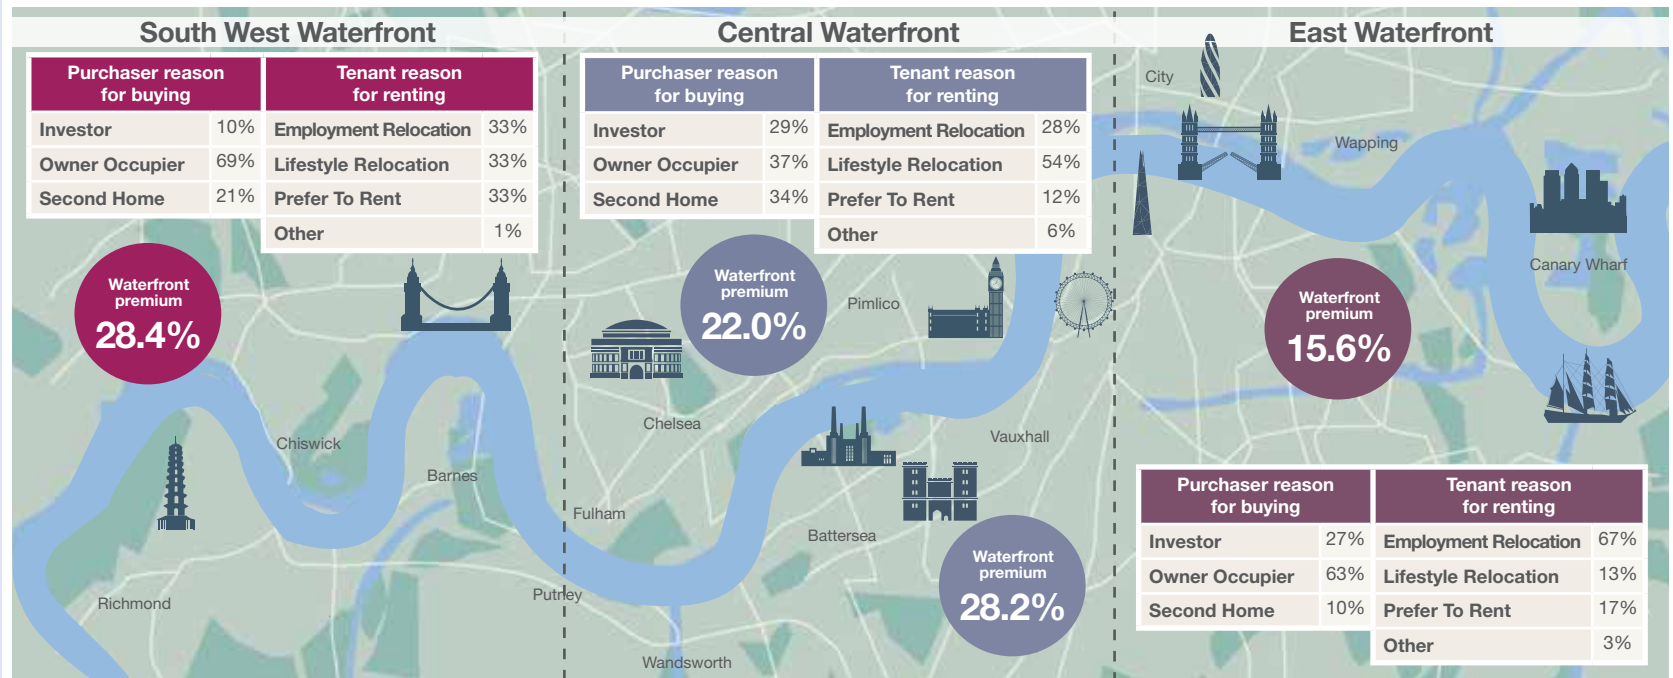 South West Waterfront
Purchaser reason
for buying
Tenant reason
for renting
Investor 10% Employment Relocation 33%
Owner Occupier 69% Lifestyle Relocation 33%
Second Home 21% Prefer To Rent 33%
Other 1%
Waterfront
premium
28.4%
Chiswick
Barnes
Richmond
Putney
Central Waterfront
Purchaser reason
for buying
Tenant reason
for renting
Investor 29% Employment Relocation 28%
Owner Occupier 37% Lifestyle Relocation 54%
Second Home 34% Prefer To Rent 12%
Other 6%
Waterfront
premium
22.0%
Pimlico
Chelsea
Vauxhall
Fulham
Battersea
Waterfront
premium
28.2%
Wandsworth
East Waterfront
City
Wapping
Canary Wharf
Waterfront
premium
15.6%
Purchaser reason
for buying
Tenant reason
for renting
Investor 27% Employment Relocation 67%
Owner Occupier 63% Lifestyle Relocation 13%
Second Home 10% Prefer To Rent 17%
Other 3%